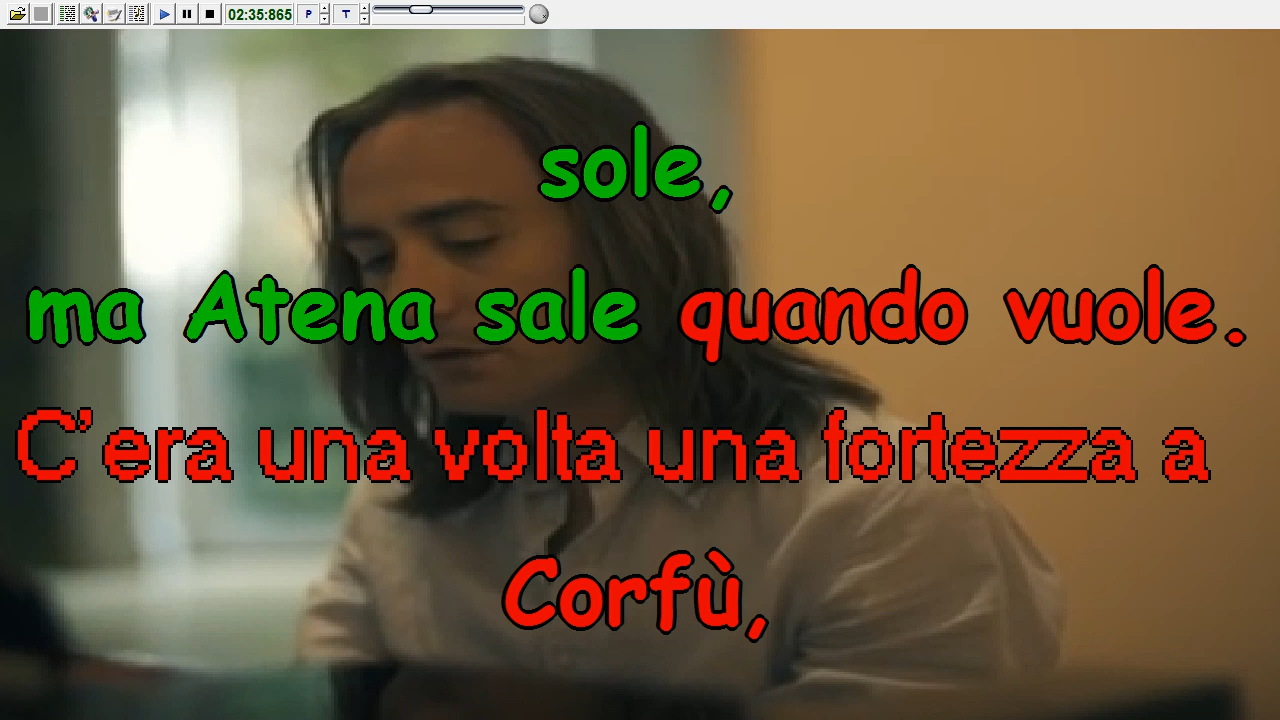 02:35:865 P T
sole,
ma Atena sale quando vuole.
C'era una volta una fortezza a
Corfù,